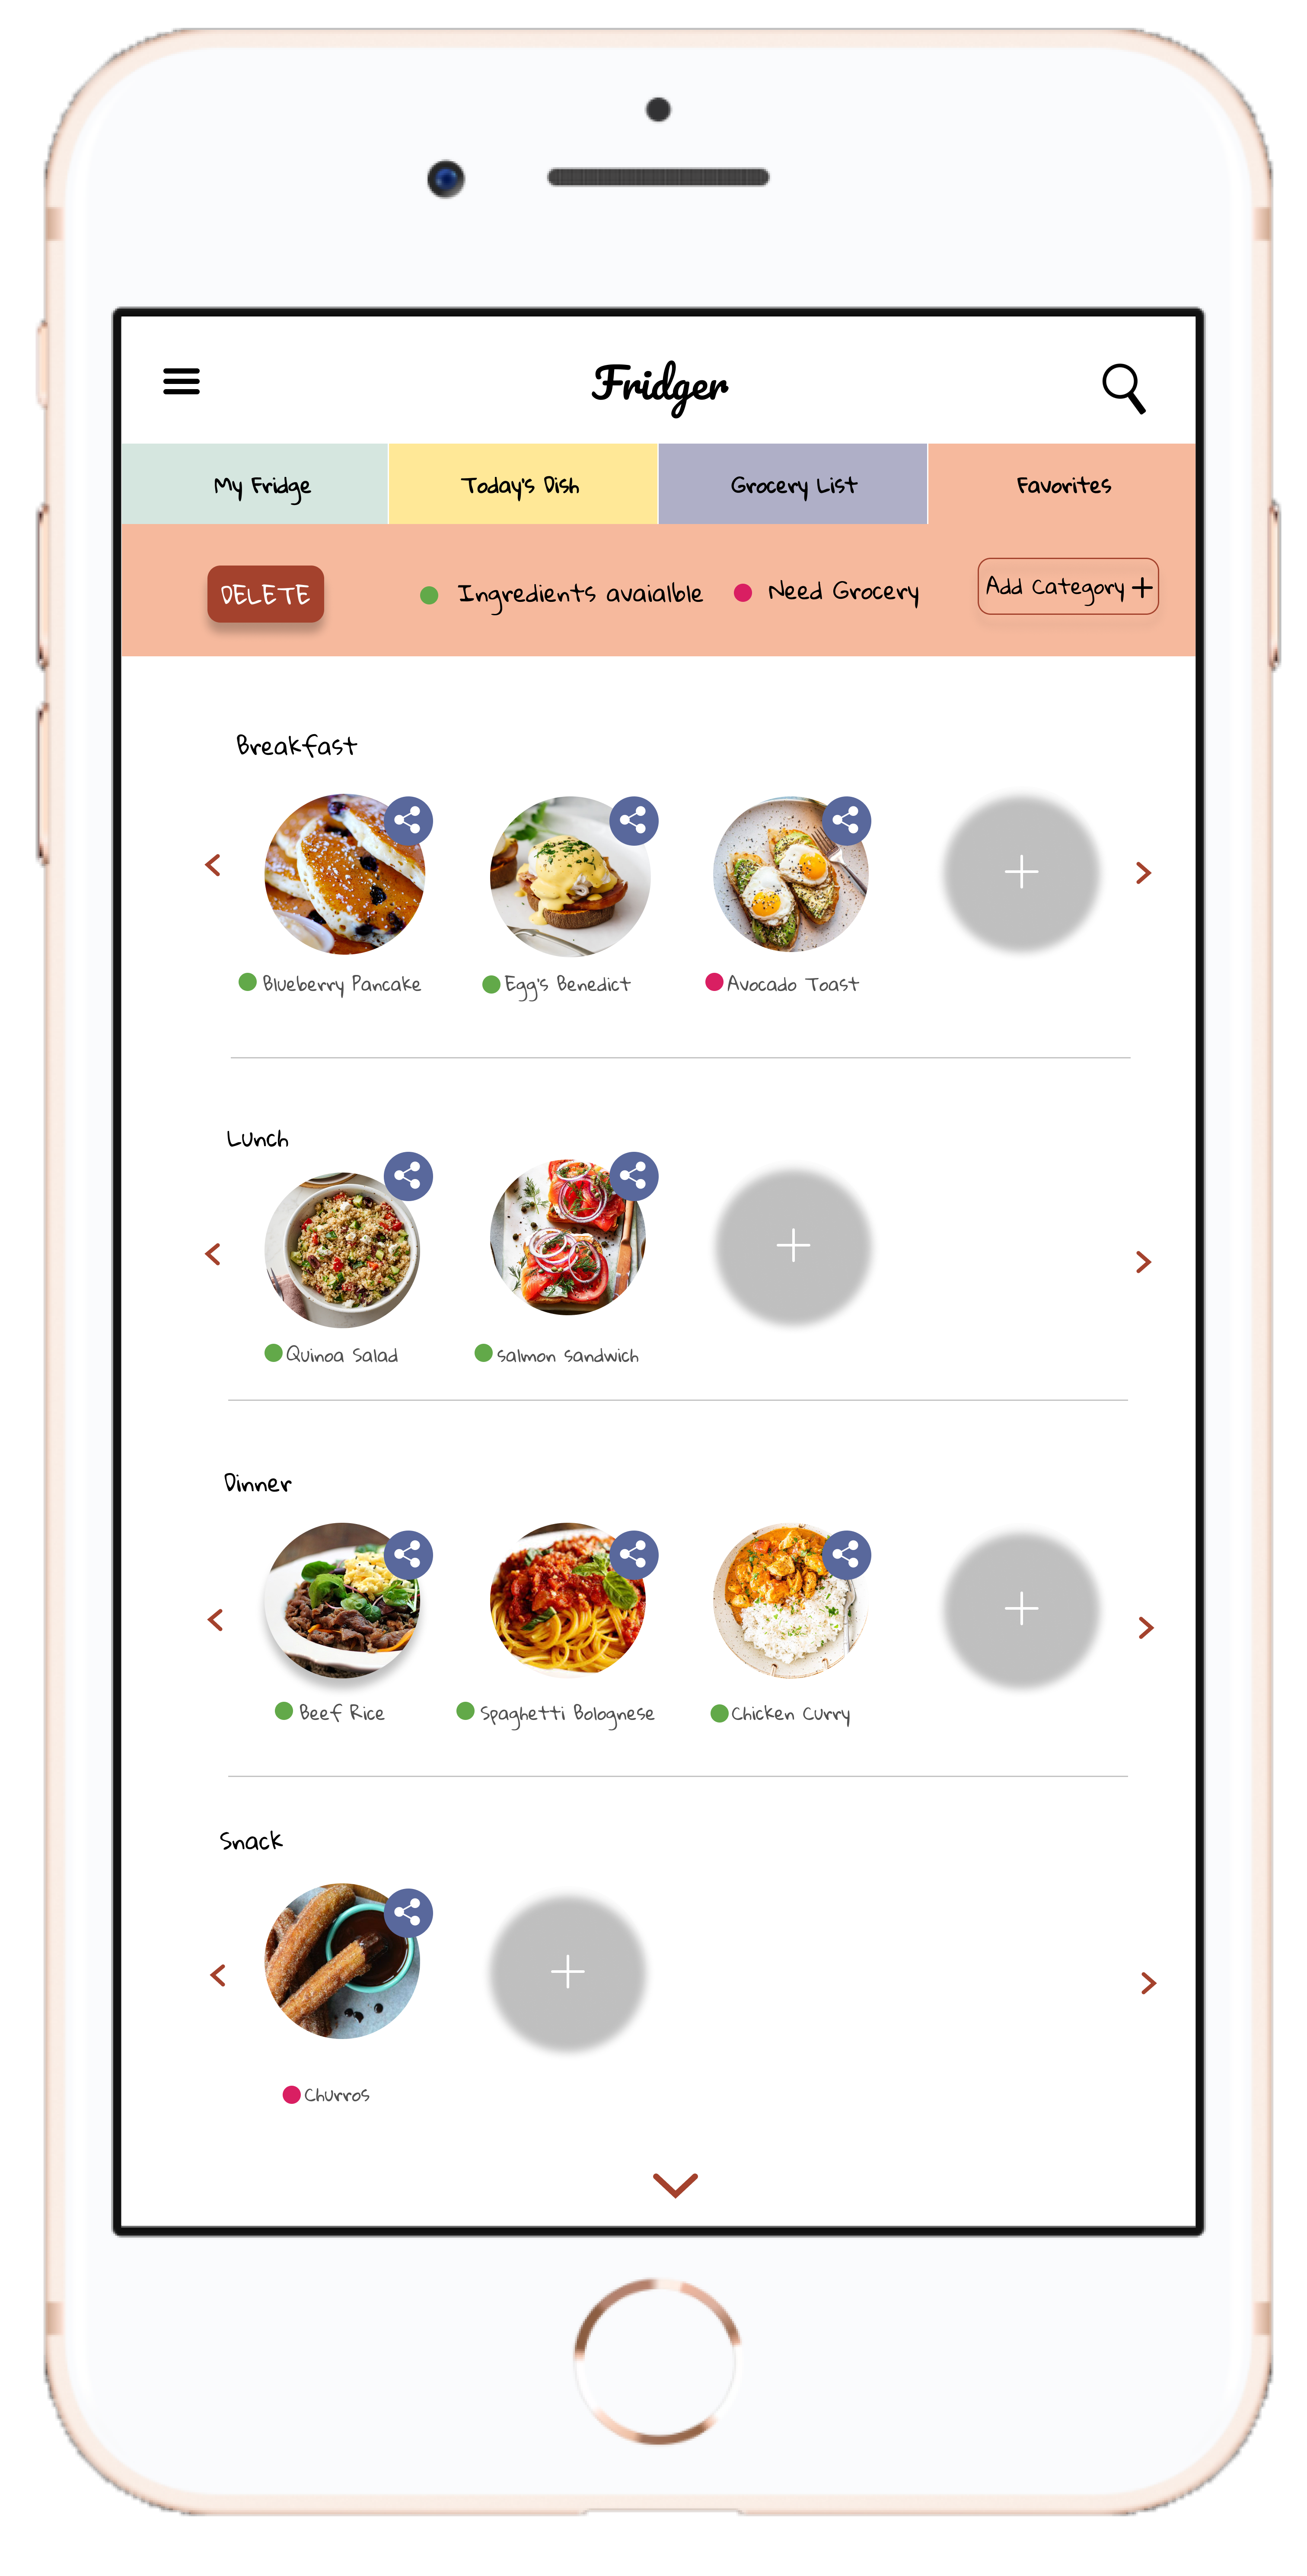 Fridger
My Fridge
Today's Dish
Grocery List
Favorites
DELETE
Ingredients avaialble
Need Grocery
Add Category +
Breakfast
Blueberry Pancake
Egg's Benedict
Avocado Toast
Lunch
Quinoa Salad
Salmon Sandwich
Dinner
Beef Rice
Spaghetti Bolognese
Chicken Curry
Snack
Churros